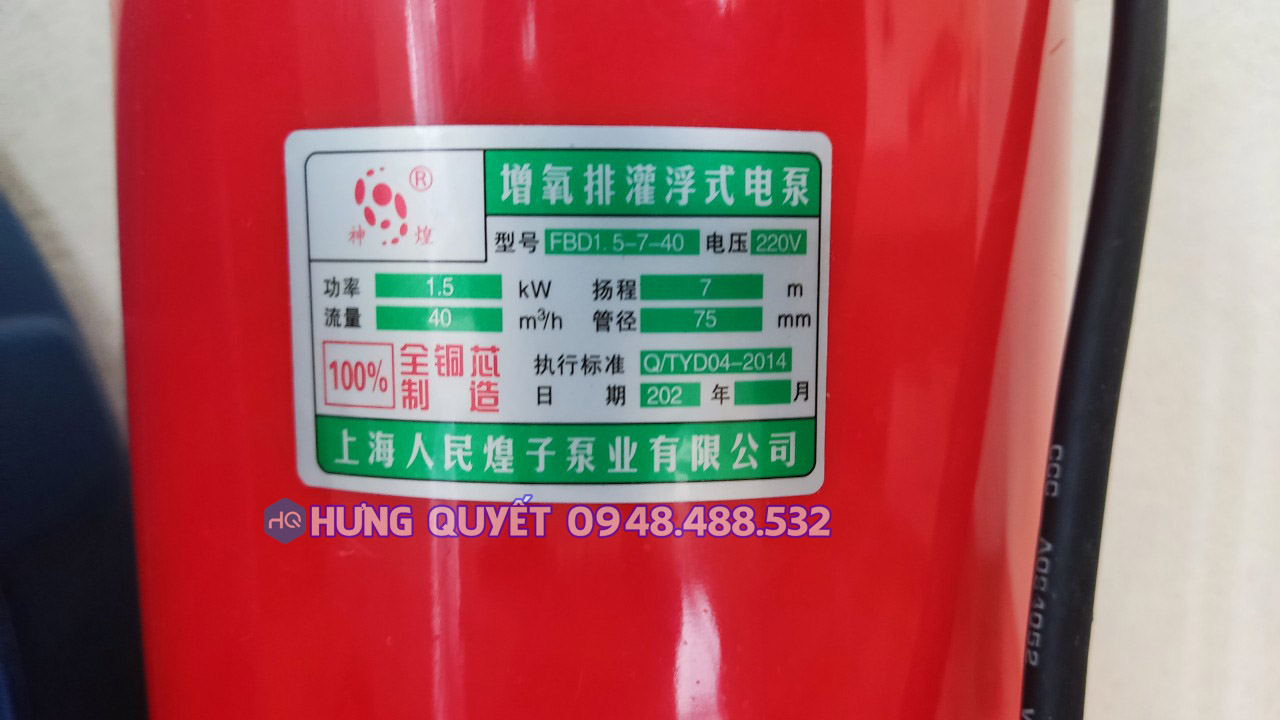 ®
神煌
增氧排灌浮式电泵
型号 FBD1.5-7-40 电压 220V
功率 1.5 kW 扬程 7 m
流量 40 m³/h 管径 75 mm
100% 全铜芯制造
执行标准 Q/TYD04-2014
日期 202 年 月
上海人民煌子泵业有限公司
HQ HƯNG QUYẾT 0948.488.532
CCC A084052